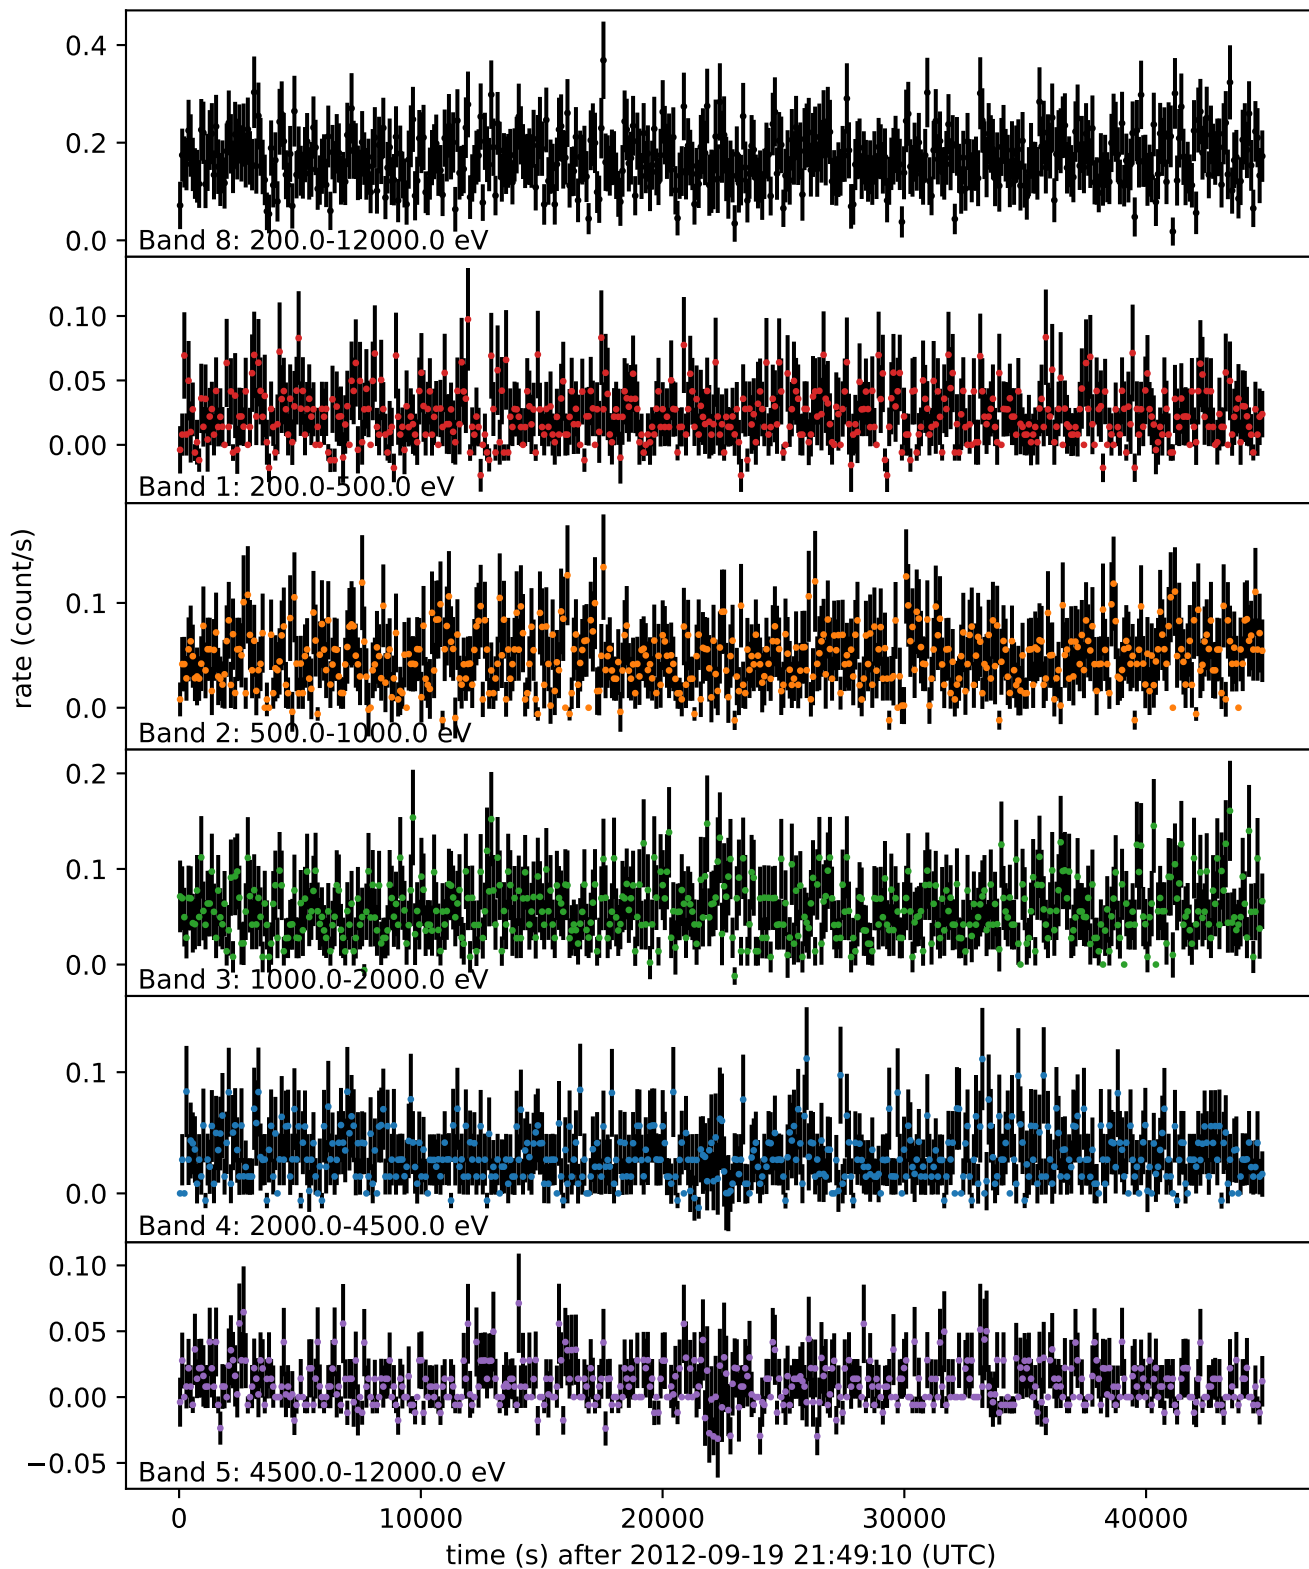 0.4
0.2
0.0
Band 8: 200.0-12000.0 eV
0.10
0.05
0.00
Band 1: 200.0-500.0 eV
0.1
0.0
Band 2: 500.0-1000.0 eV
0.2
0.1
0.0
Band 3: 1000.0-2000.0 eV
0.1
0.0
Band 4: 2000.0-4500.0 eV
0.10
0.05
0.00
−0.05
Band 5: 4500.0-12000.0 eV
rate (count/s)
0 10000 20000 30000 40000
time (s) after 2012-09-19 21:49:10 (UTC)